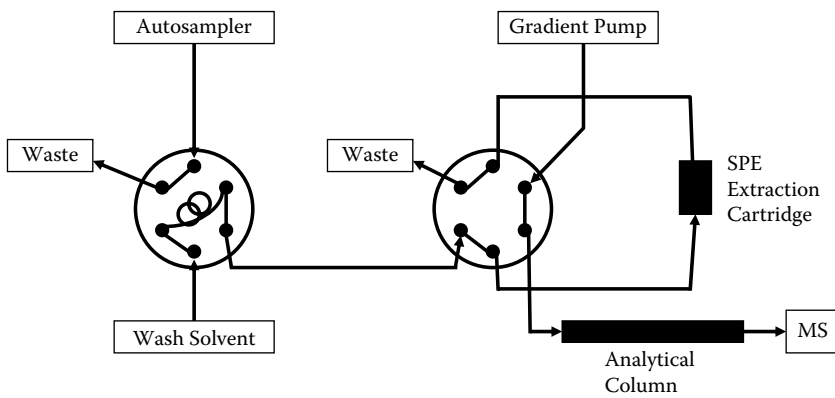 Autosampler
Gradient Pump
Waste
Waste
SPE
Extraction
Cartridge
Wash Solvent
MS
Analytical
Column